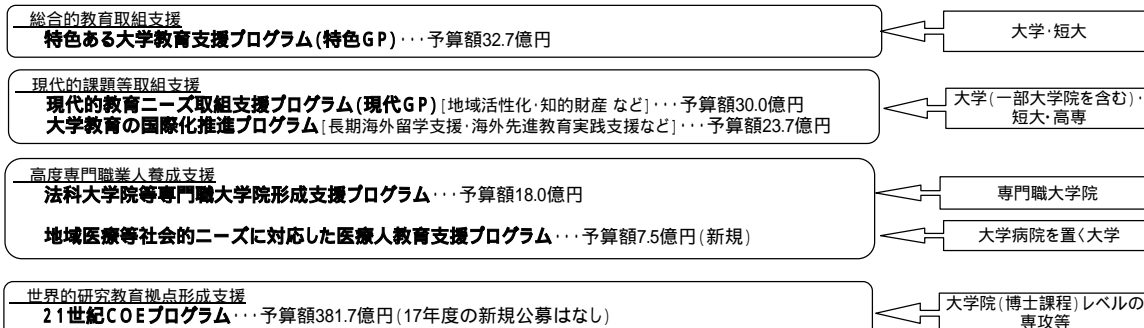 総合的教育取組支援
特色ある大学教育支援プログラム(特色GP)･･･予算額32.7億円
大学･短大
現代的課題等取組支援
現代的教育ニーズ取組支援プログラム(現代GP)[地域活性化･知的財産 など]･･･予算額30.0億円
大学教育の国際化推進プログラム[長期海外留学支援･海外先進教育実践支援など]･･･予算額23.7億円
大学(一部大学院を含む)･
短大･高専
高度専門職業人養成支援
法科大学院等専門職大学院形成支援プログラム･･･予算額18.0億円
専門職大学院
地域医療等社会的ニーズに対応した医療人教育支援プログラム･･･予算額7.5億円(新規)
大学病院を置く大学
世界的研究教育拠点形成支援
21世紀COEプログラム･･･予算額381.7億円(17年度の新規公募はなし)
大学院(博士課程)レベルの
専攻等